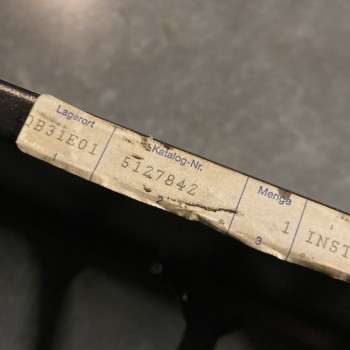 Lagerort
0B31E01
1
Katalog-Nr.
5127842
2
Menge
1
3
INST